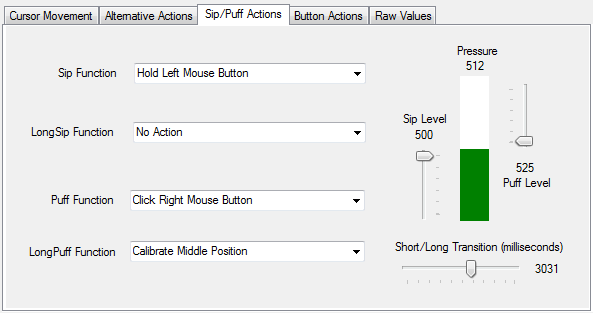 Cursor Movement Alternative Actions Sip/Puff Actions Button Actions Raw Values
Pressure
512
Sip Function Hold Left Mouse Button
Sip Level
500
LongSip Function No Action
525
Puff Level
Puff Function Click Right Mouse Button
LongPuff Function Calibrate Middle Position
Short/Long Transition (milliseconds)
3031